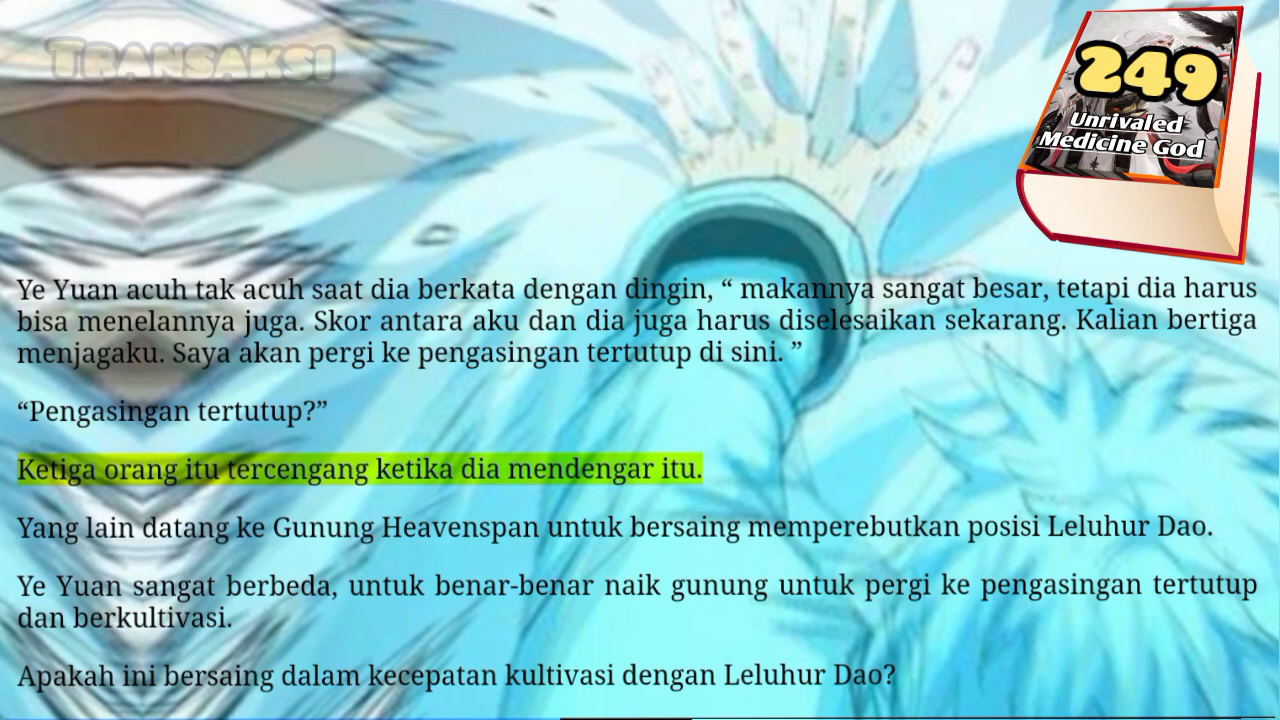 TRANSAKSI
249
Unrivaled
Medicine God
Ye Yuan acuh tak acuh saat dia berkata dengan dingin, “ makannya sangat besar, tetapi dia harus
bisa menelannya juga. Skor antara aku dan dia juga harus diselesaikan sekarang. Kalian bertiga
menjagaku. Saya akan pergi ke pengasingan tertutup di sini. ”
“Pengasingan tertutup?”
Ketiga orang itu tercengang ketika dia mendengar itu.
Yang lain datang ke Gunung Heavenspan untuk bersaing memperebutkan posisi Leluhur Dao.
Ye Yuan sangat berbeda, untuk benar-benar naik gunung untuk pergi ke pengasingan tertutup
dan berkultivasi.
Apakah ini bersaing dalam kecepatan kultivasi dengan Leluhur Dao?